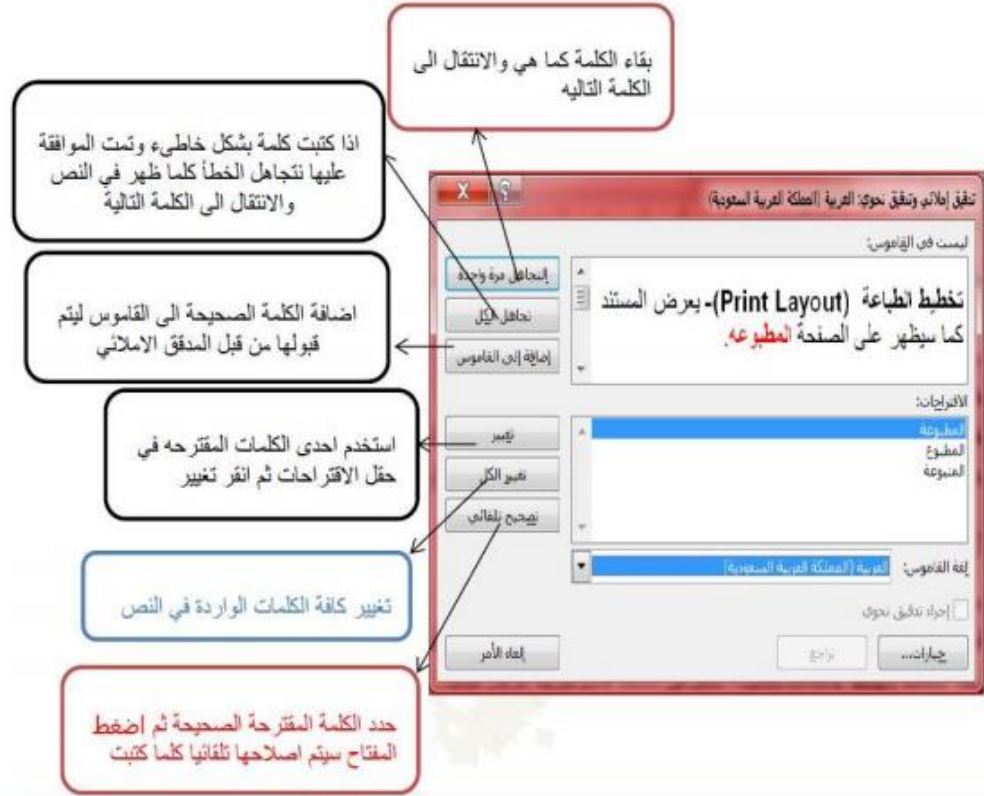 بقاء الكلمة كما هي والانتقال الى
الكلمة التاليه
اذا كتبت كلمة بشكل خاطىء وتمت الموافقة
عليها نتجاهل الخطأ كلما ظهر في النص
والانتقال الى الكلمة التالية
اضافة الكلمة الصحيحة الى القاموس ليتم
قبولها من قبل المدقق الاملائي
استخدم احدى الكلمات المقترحه في
حقل الاقتراحات ثم انقر تغيير
تغيير كافة الكلمات الواردة في النص
حدد الكلمة المقترحة الصحيحة ثم اضغط
المفتاح سيتم اصلاحها تلقائيا كلما كتبت
تدقيق إملائي وتدقيق نحوي: العربية (المملكة العربية السعودية)
ليست في القاموس:
تخطيط الطباعة (Print Layout)- يعرض المستند
كما سيظهر على الصفحة المطبوعه.
التجاهل مرة واحدة
تجاهل الكل
إضافة إلى القاموس
الاقتراحات:
المطبوعة
المطبوع
المتبوعة
تغيير
تغيير الكل
تصحيح تلقائي
لغة القاموس: العربية (المملكة العربية السعودية)
إجراء تدقيق نحوي
خيارات...
تراجع
إلغاء الأمر